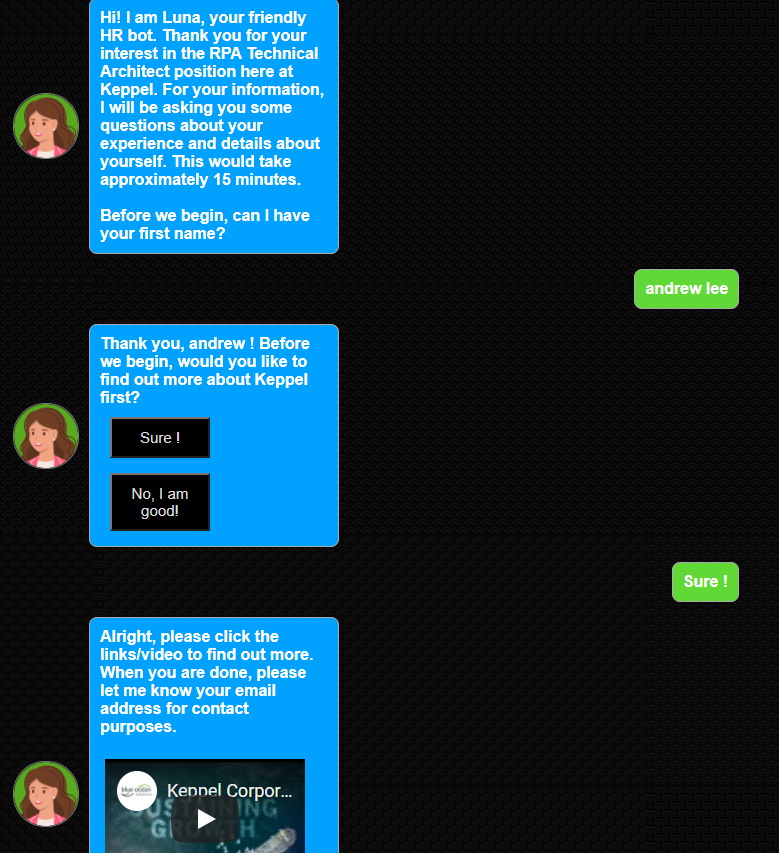 Hi! I am Luna, your friendly
HR bot. Thank you for your
interest in the RPA Technical
Architect position here at
Keppel. For your information,
I will be asking you some
questions about your
experience and details about
yourself. This would take
approximately 15 minutes.
Before we begin, can I have
your first name?
andrew lee
Thank you, andrew ! Before
we begin, would you like to
find out more about Keppel
first?
Sure !
No, I am
good!
Sure !
Alright, please click the
links/video to find out more.
When you are done, please
let me know your email
address for contact
purposes.
blue ocean
Keppel Corpor...